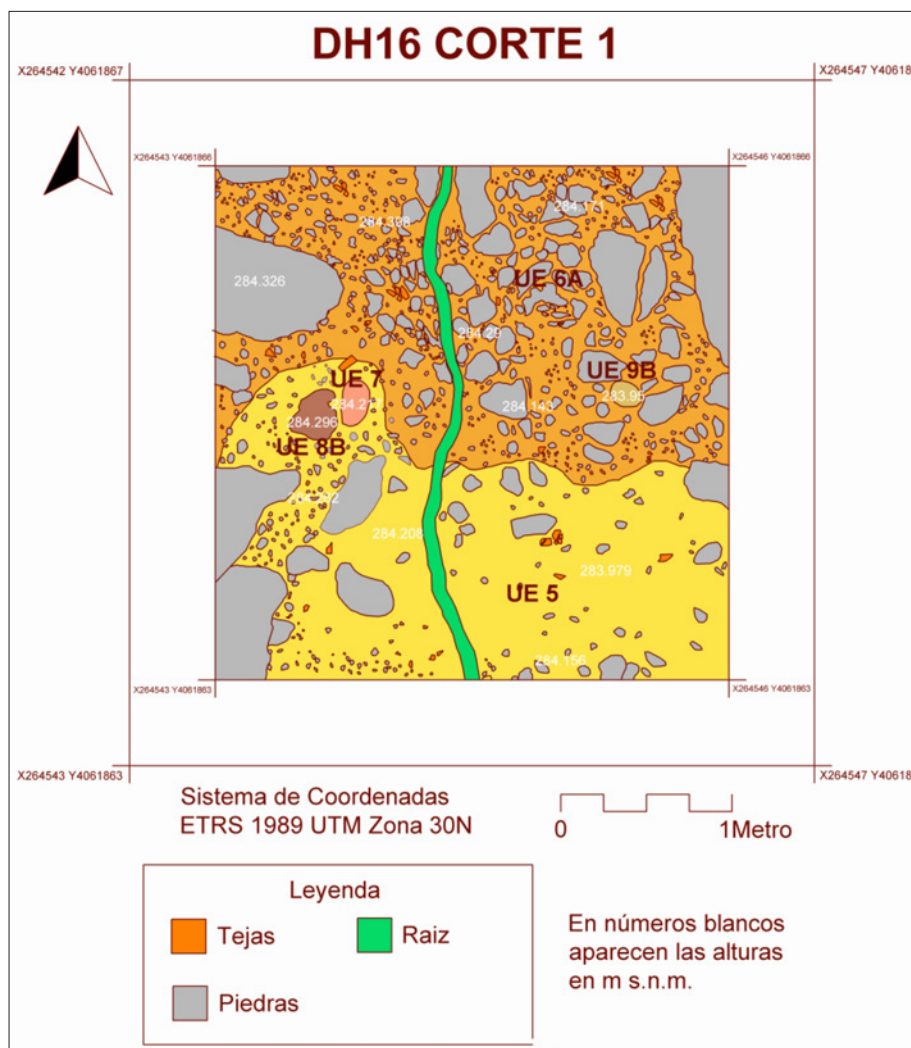 DH16 CORTE 1
X264542 Y4061867
X264547 Y40618
X264543 Y4061866
X264546 Y4061866
284.398
284.171
284.326
UE 6A
284.29
UE 7
UE 9B
284.217
283.95
284.143
284.296
UE 8B
284.208
283.979
UE 5
284.156
X264543 Y4061863
X264546 Y4061863
X264543 Y4061863
X264547 Y40618
Sistema de Coordenadas
ETRS 1989 UTM Zona 30N
0 1Metro
Leyenda
Tejas
Raiz
Piedras
En números blancos
aparecen las alturas
en m s.n.m.